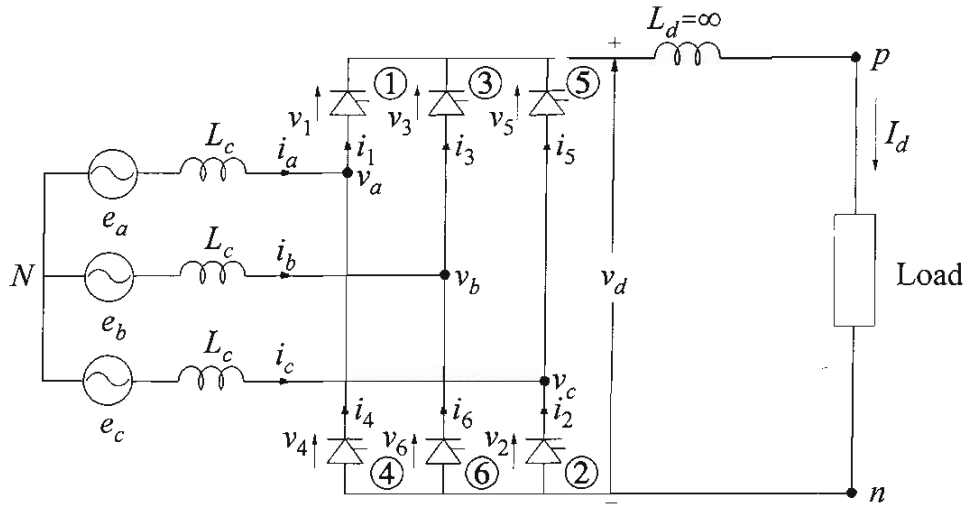 L_d=∞
+
p
① ③ ⑤
v_1 v_3 v_5
I_d
L_c i_a i_1 i_3 i_5
v_a
e_a
L_c i_b
N v_b v_d Load
e_b
L_c i_c
v_c
e_c i_4 i_6 i_2
v_4 v_6 v_2
④ ⑥ ②
− n